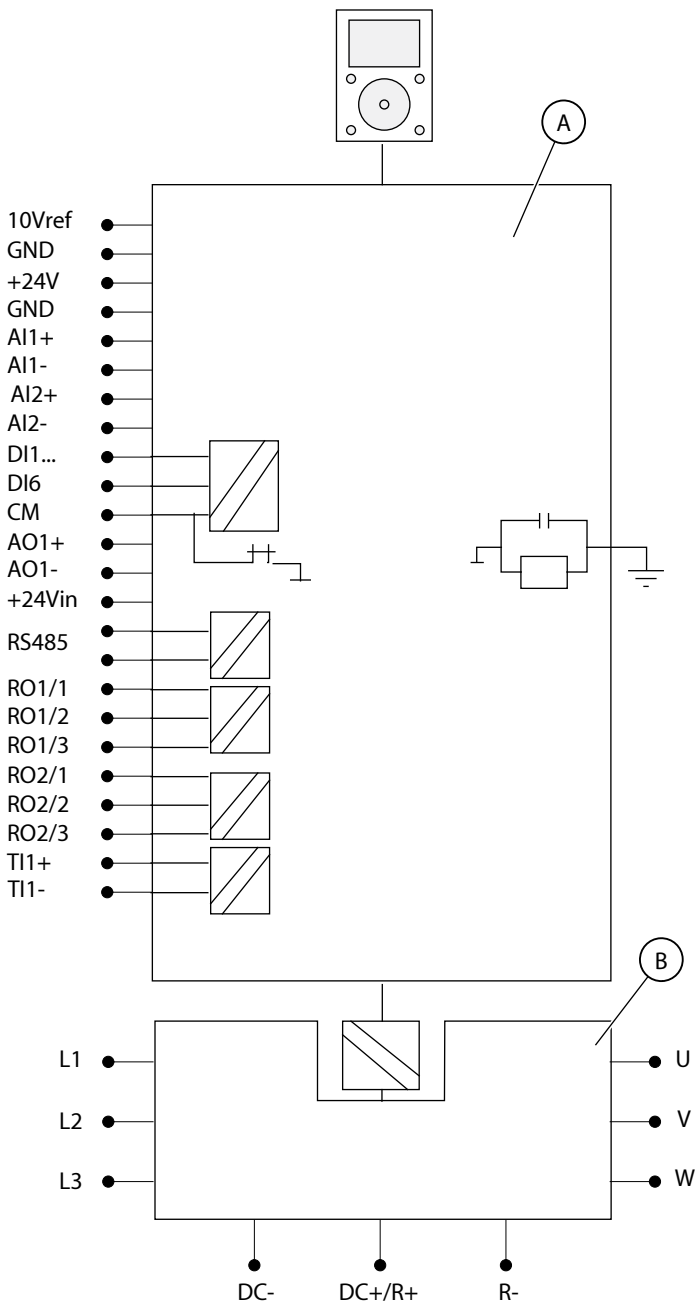 A
10Vref
GND
+24V
GND
AI1+
AI1-
AI2+
AI2-
DI1...
DI6
CM
AO1+
AO1-
+24Vin
RS485
RO1/1
RO1/2
RO1/3
RO2/1
RO2/2
RO2/3
TI1+
TI1-
B
L1
U
L2
V
L3
W
DC-
DC+/R+
R-